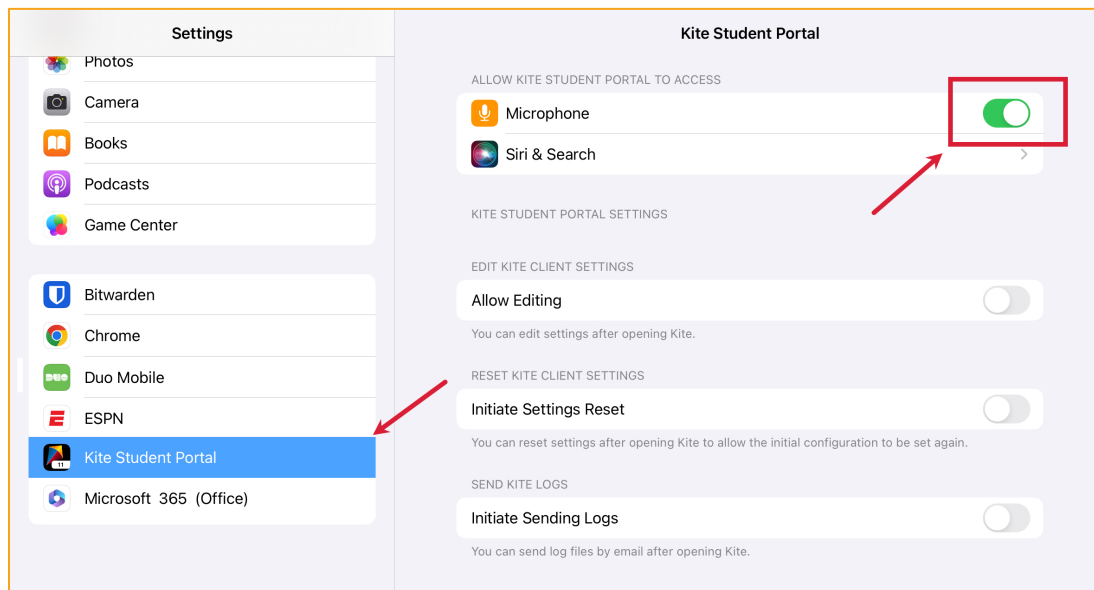 Settings
Photos
Camera
Books
Podcasts
Game Center
Bitwarden
Chrome
DUO
Duo Mobile
ESPN
11
Kite Student Portal
Microsoft 365 (Office)
Kite Student Portal
ALLOW KITE STUDENT PORTAL TO ACCESS
Microphone
Siri & Search
KITE STUDENT PORTAL SETTINGS
EDIT KITE CLIENT SETTINGS
Allow Editing
You can edit settings after opening Kite.
RESET KITE CLIENT SETTINGS
Initiate Settings Reset
You can reset settings after opening Kite to allow the initial configuration to be set again.
SEND KITE LOGS
Initiate Sending Logs
You can send log files by email after opening Kite.